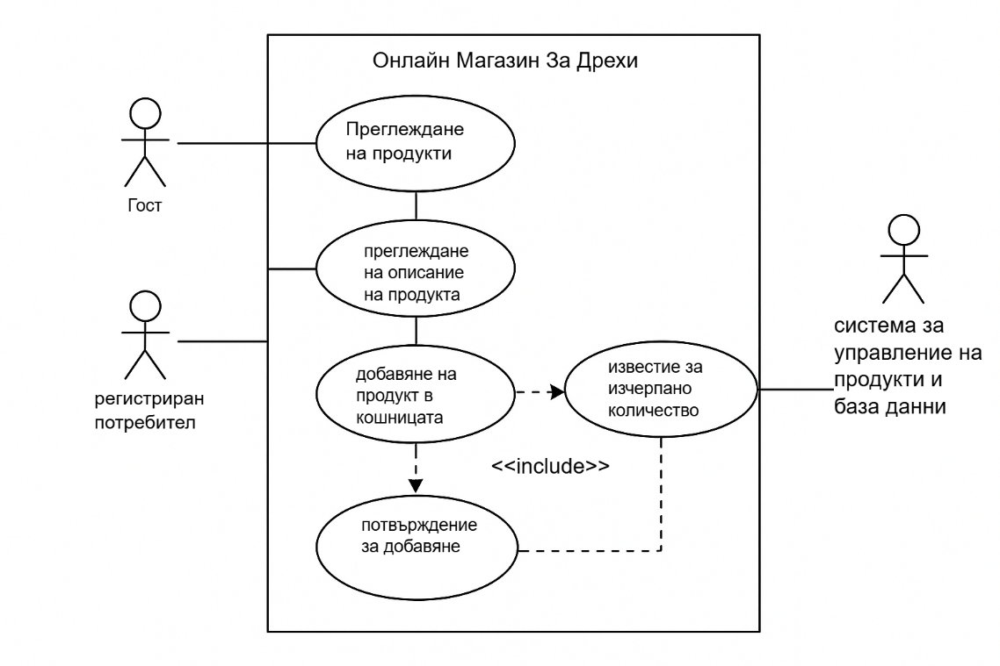 Онлайн Магазин За Дрехи
Преглеждане
на продукти
Гост
преглеждане
на описание
на продукта
система за
управление на
продукти и
база данни
регистриран
потребител
добавяне на
продукт в
кошницата
известие за
изчерпано
количество
<<include>>
потвърждение
за добавяне